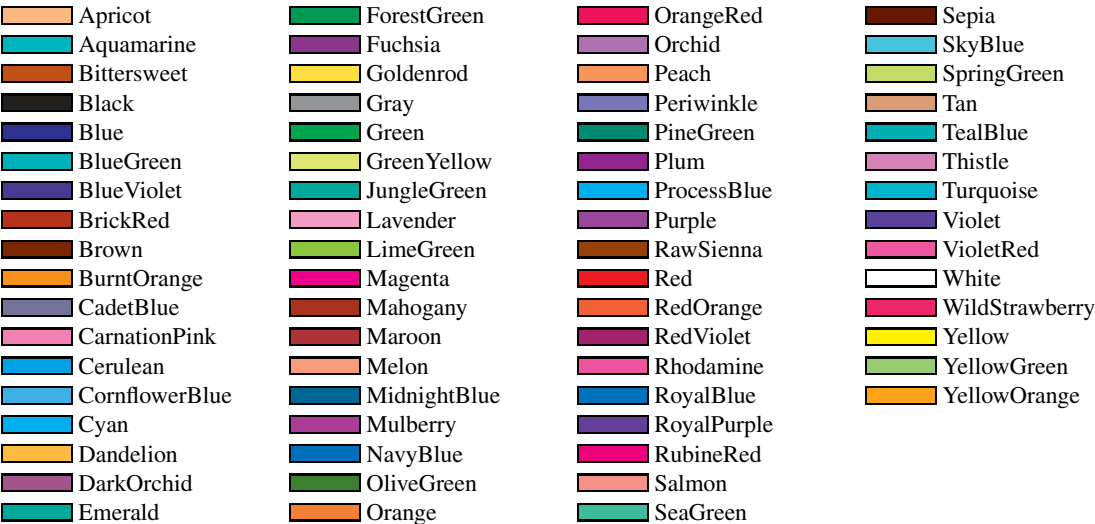 Apricot
Aquamarine
Bittersweet
Black
Blue
BlueGreen
BlueViolet
BrickRed
Brown
BurntOrange
CadetBlue
CarnationPink
Cerulean
CornflowerBlue
Cyan
Dandelion
DarkOrchid
Emerald
ForestGreen
Fuchsia
Goldenrod
Gray
Green
GreenYellow
JungleGreen
Lavender
LimeGreen
Magenta
Mahogany
Maroon
Melon
MidnightBlue
Mulberry
NavyBlue
OliveGreen
Orange
OrangeRed
Orchid
Peach
Periwinkle
PineGreen
Plum
ProcessBlue
Purple
RawSienna
Red
RedOrange
RedViolet
Rhodamine
RoyalBlue
RoyalPurple
RubineRed
Salmon
SeaGreen
Sepia
SkyBlue
SpringGreen
Tan
TealBlue
Thistle
Turquoise
Violet
VioletRed
White
WildStrawberry
Yellow
YellowGreen
YellowOrange